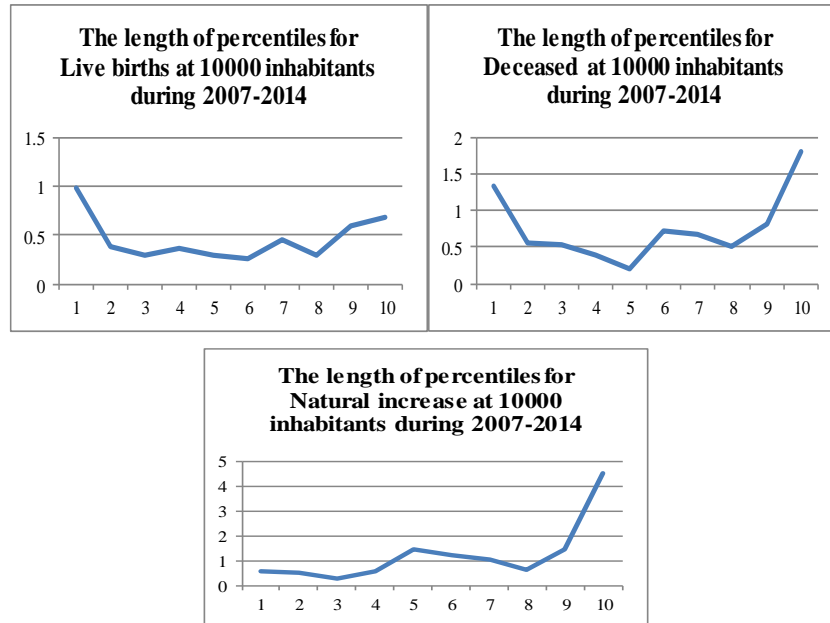 The length of percentiles for
Live births at 10000 inhabitants
during 2007-2014
1.5
1
0.5
0
1 2 3 4 5 6 7 8 9 10
The length of percentiles for
Deceased at 10000 inhabitants
during 2007-2014
2
1.5
1
0.5
0
1 2 3 4 5 6 7 8 9 10
The length of percentiles for
Natural increase at 10000
inhabitants during 2007-2014
5
4
3
2
1
0
1 2 3 4 5 6 7 8 9 10